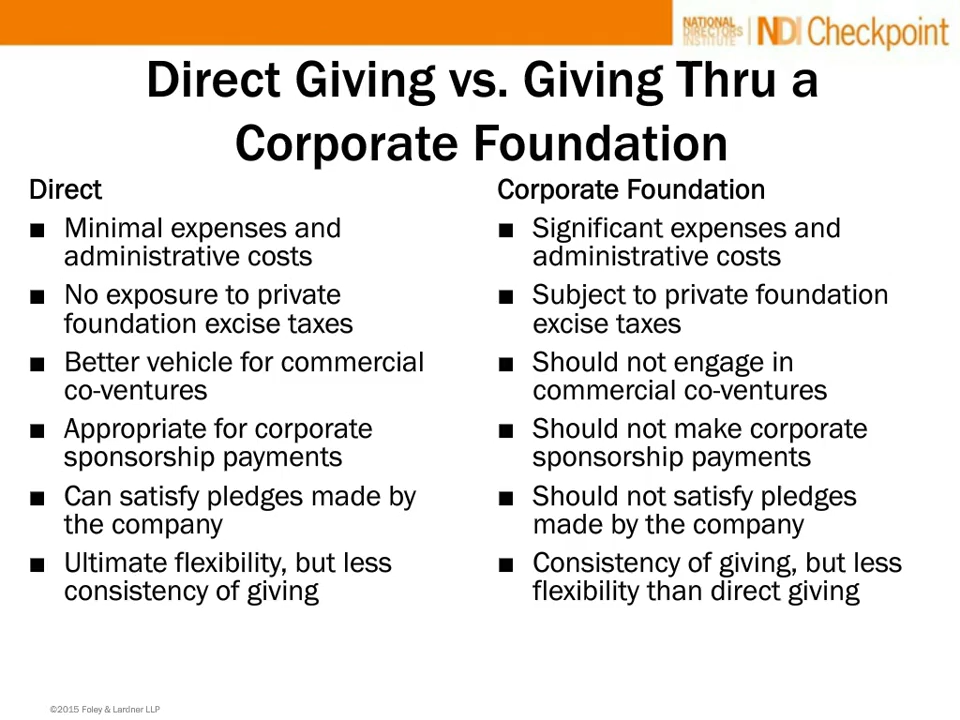 NATIONAL
DIRECTORS
INSTITUTE
NDI Checkpoint
Direct Giving vs. Giving Thru a
Corporate Foundation
Direct
■ Minimal expenses and
administrative costs
■ No exposure to private
foundation excise taxes
■ Better vehicle for commercial
co-ventures
■ Appropriate for corporate
sponsorship payments
■ Can satisfy pledges made by
the company
■ Ultimate flexibility, but less
consistency of giving
Corporate Foundation
■ Significant expenses and
administrative costs
■ Subject to private foundation
excise taxes
■ Should not engage in
commercial co-ventures
■ Should not make corporate
sponsorship payments
■ Should not satisfy pledges
made by the company
■ Consistency of giving, but less
flexibility than direct giving
©2015 Foley & Lardner LLP